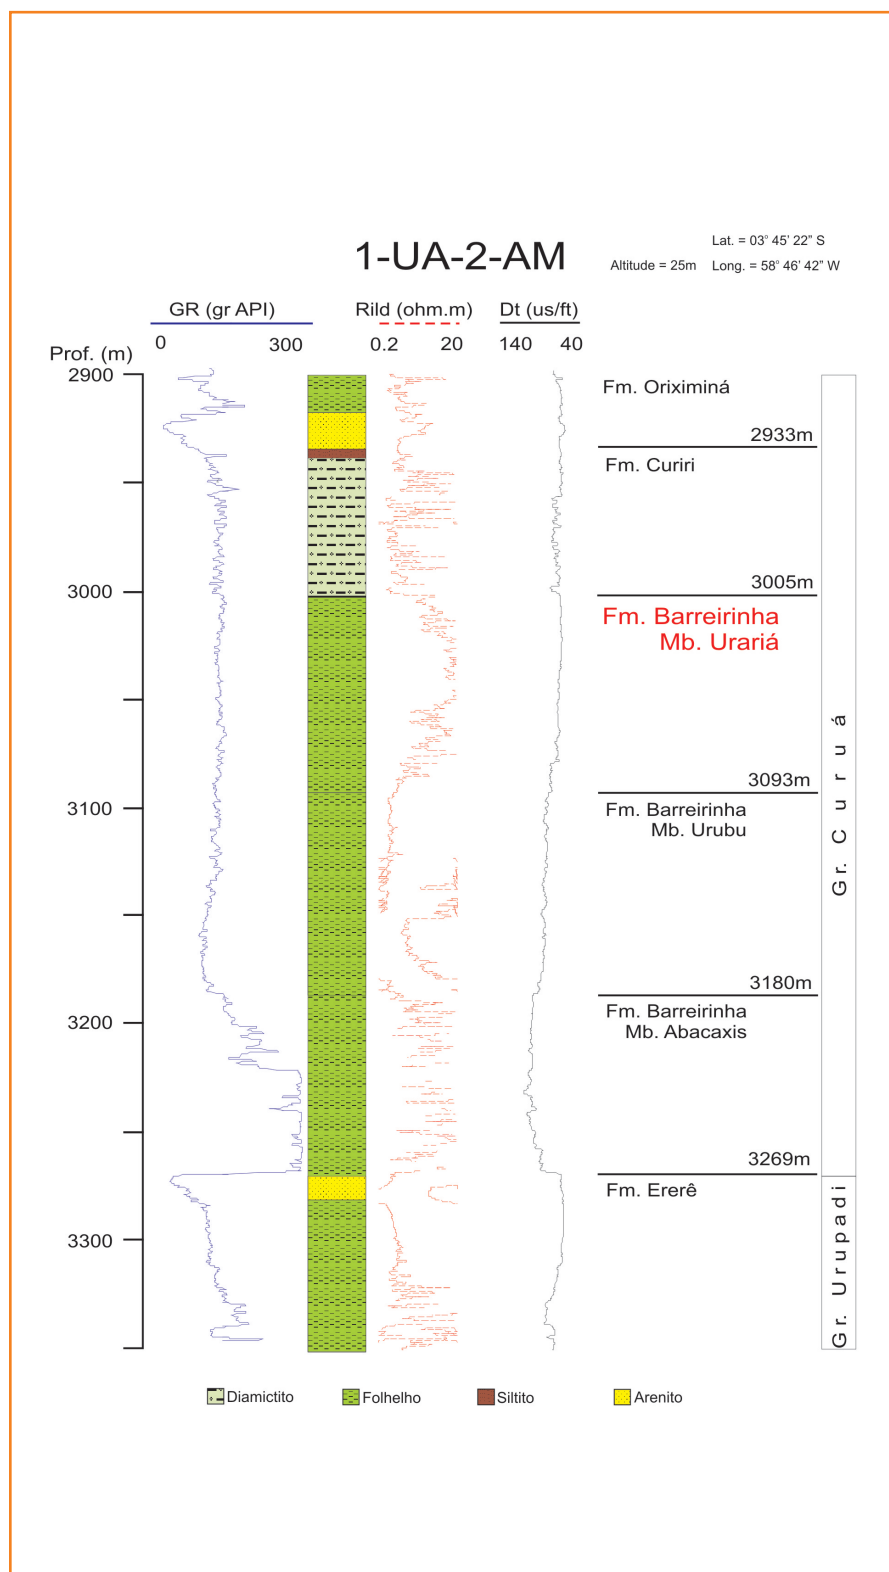 1-UA-2-AM
Lat. = 03° 45' 22" S
Altitude = 25m Long. = 58° 46' 42" W
GR (gr API) Rild (ohm.m) Dt (us/ft)
0 300 0.2 20 140 40
Prof. (m)
2900
Fm. Oriximiná
2933m
Fm. Curiri
3000
3005m
Fm. Barreirinha
Mb. Urariá
3093m
3100
Fm. Barreirinha
Mb. Urubu
Gr. Curuá
3180m
Fm. Barreirinha
Mb. Abacaxis
3200
3269m
Fm. Ererê
3300
Gr. Urupadi
Diamictito Folhelho Siltito Arenito